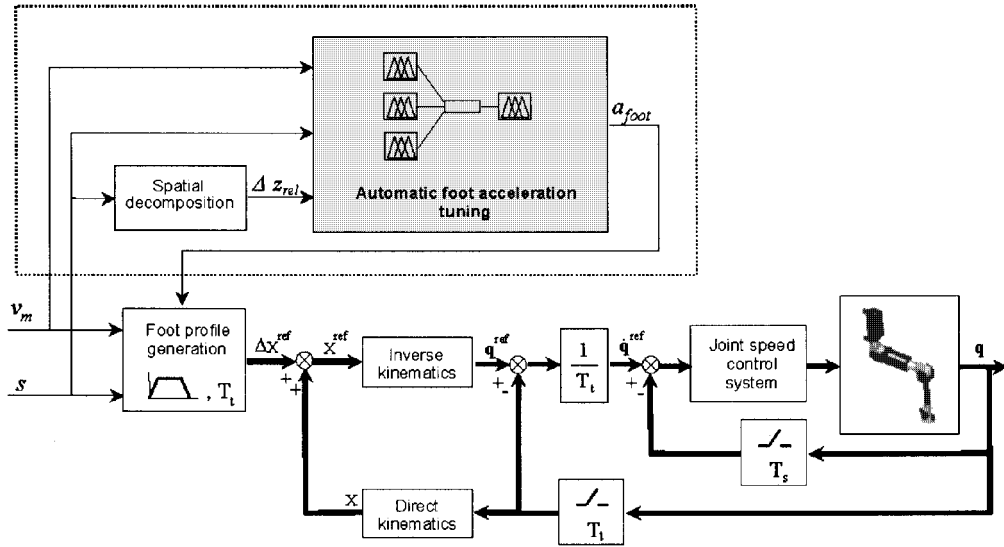 a_foot
Automatic foot acceleration
tuning
Spatial
decomposition
Δ z_rel
v_m
s
Foot profile
generation
, T_t
ΔX^ref
+
+
X^ref
Inverse
kinematics
q^ref
+
-
1
T_t
q̇^ref
+
-
Joint speed
control
system
q
T_s
X
Direct
kinematics
T_t